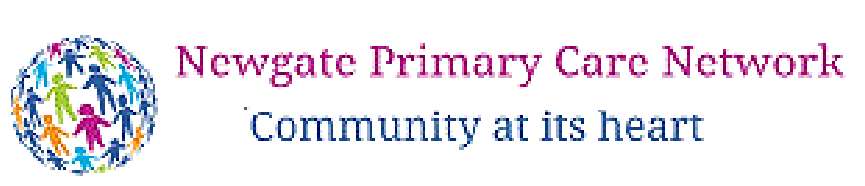 Newgate Primary Care Network
Community at its heart